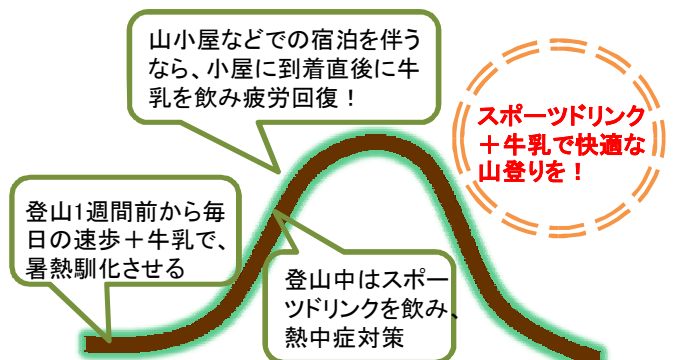 山小屋などでの宿泊を伴う
なら、小屋に到着直後に牛
乳を飲み疲労回復！
スポーツドリンク
＋牛乳で快適な
山登りを！
登山1週間前から毎
日の速歩＋牛乳で、
暑熱馴化させる
登山中はスポー
ツドリンクを飲み、
熱中症対策